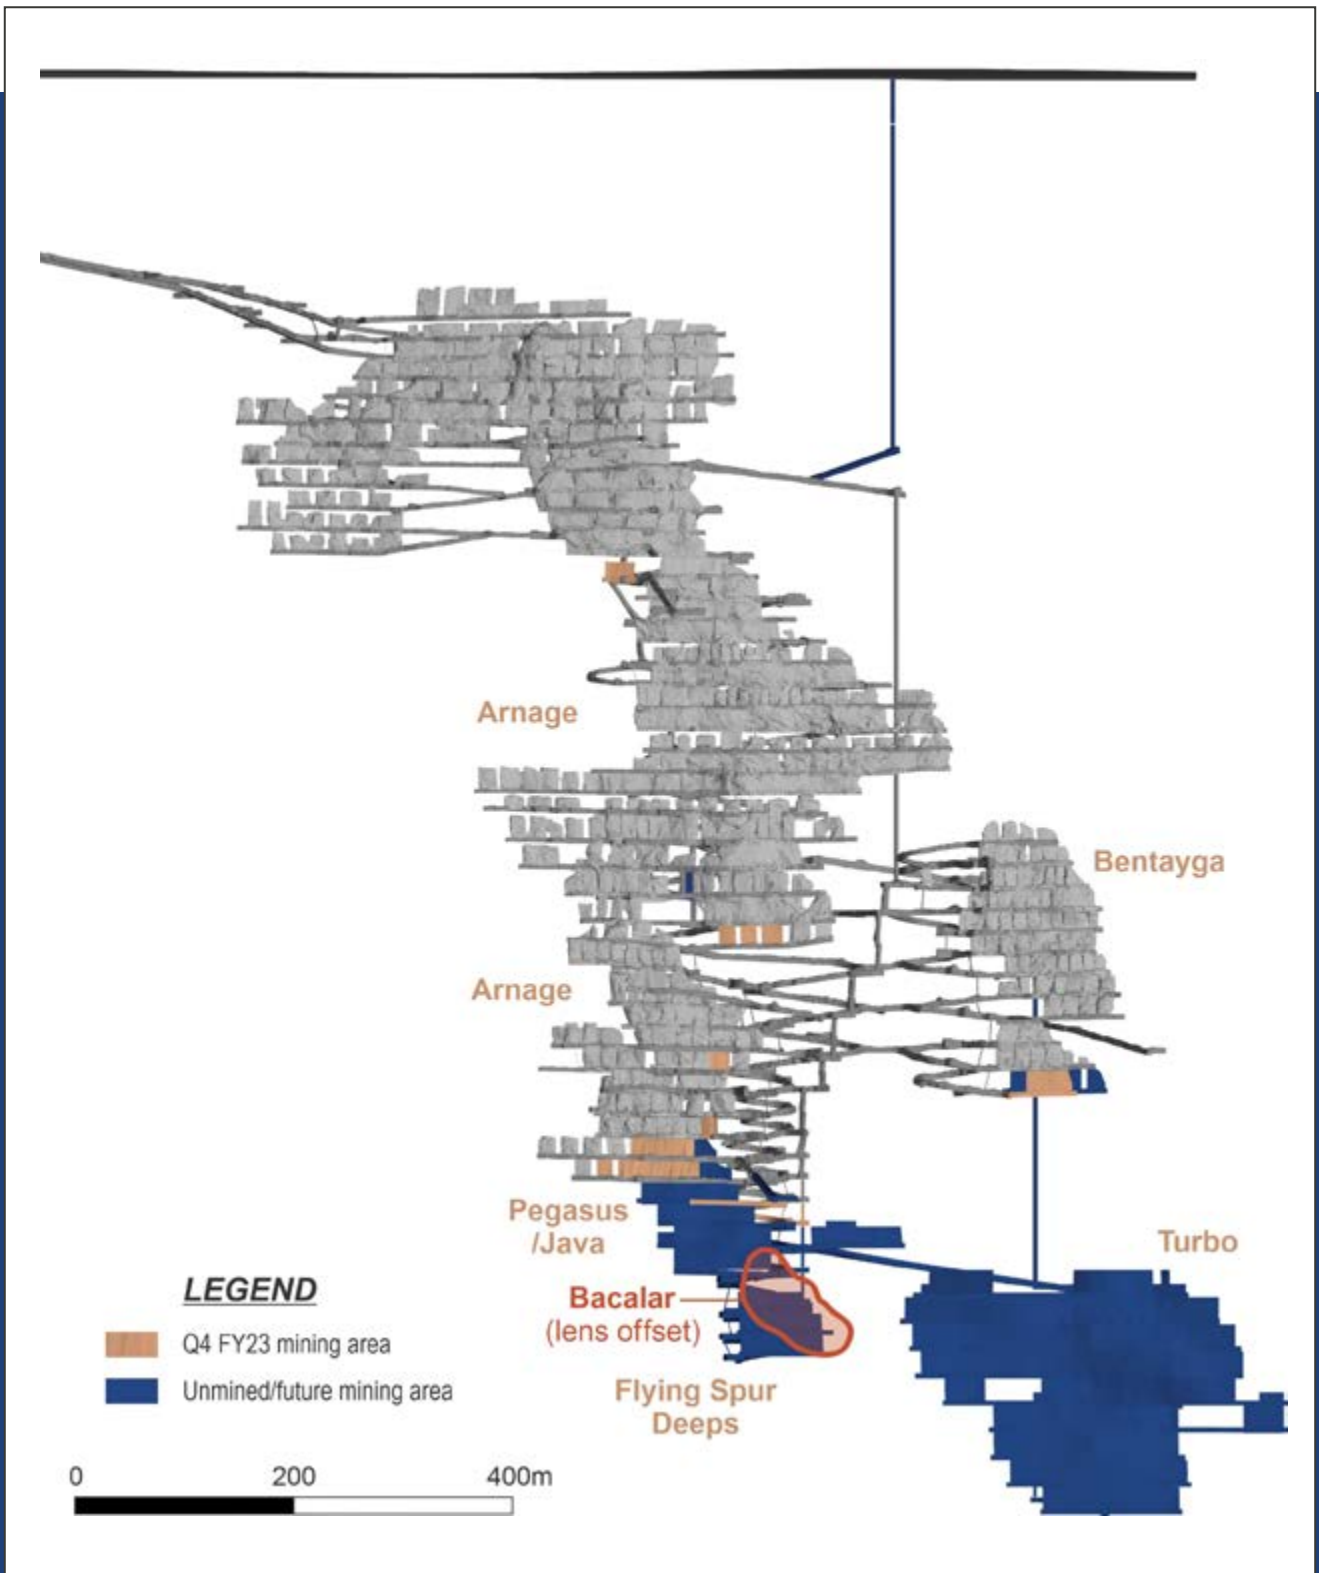 Arnage
Bentayga
Arnage
Pegasus
/Java
Turbo
Bacalar
(lens offset)
Flying Spur
Deeps
LEGEND
Q4 FY23 mining area
Unmined/future mining area
0 200 400m